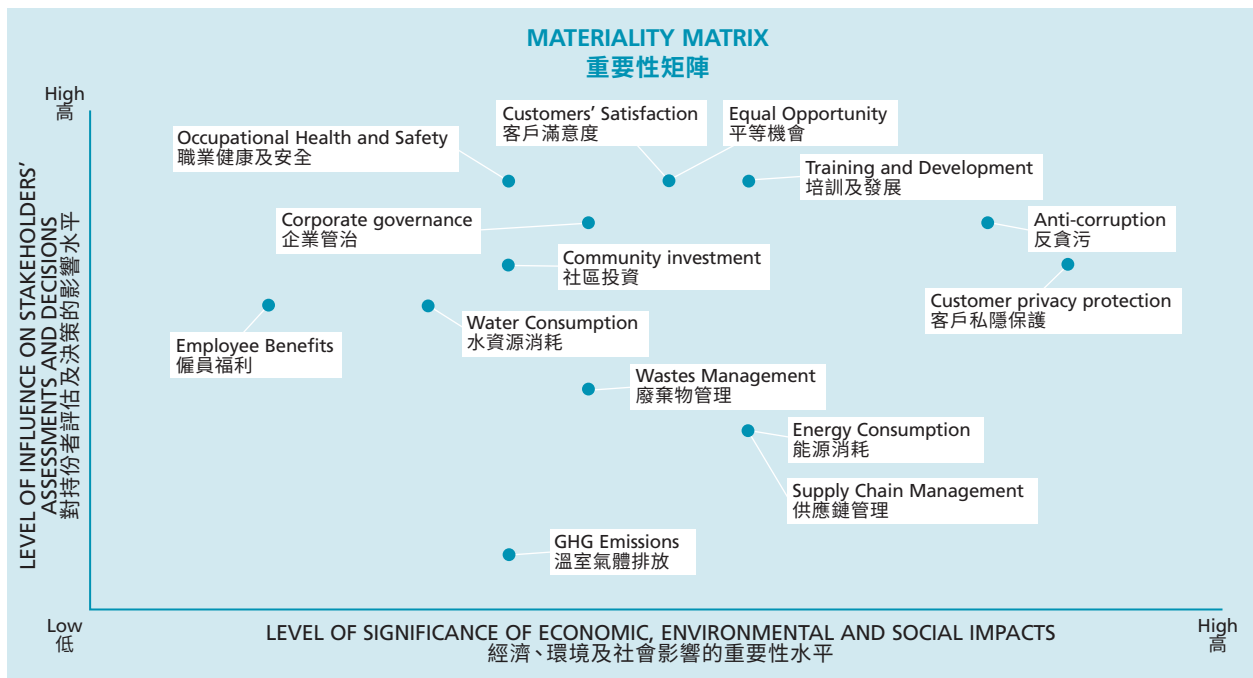 MATERIALITY MATRIX
重要性矩陣
High
高
LEVEL OF INFLUENCE ON STAKEHOLDERS'
ASSESSMENTS AND DECISIONS
對持份者評估及決策的影響水平
Occupational Health and Safety
職業健康及安全
Customers' Satisfaction
客戶滿意度
Equal Opportunity
平等機會
Training and Development
培訓及發展
Corporate governance
企業管治
Anti-corruption
反貪污
Community investment
社區投資
Customer privacy protection
客戶私隱保護
Water Consumption
水資源消耗
Employee Benefits
僱員福利
Wastes Management
廢棄物管理
Energy Consumption
能源消耗
Supply Chain Management
供應鏈管理
GHG Emissions
溫室氣體排放
Low
低
LEVEL OF SIGNIFICANCE OF ECONOMIC, ENVIRONMENTAL AND SOCIAL IMPACTS
經濟、環境及社會影響的重要性水平
High
高